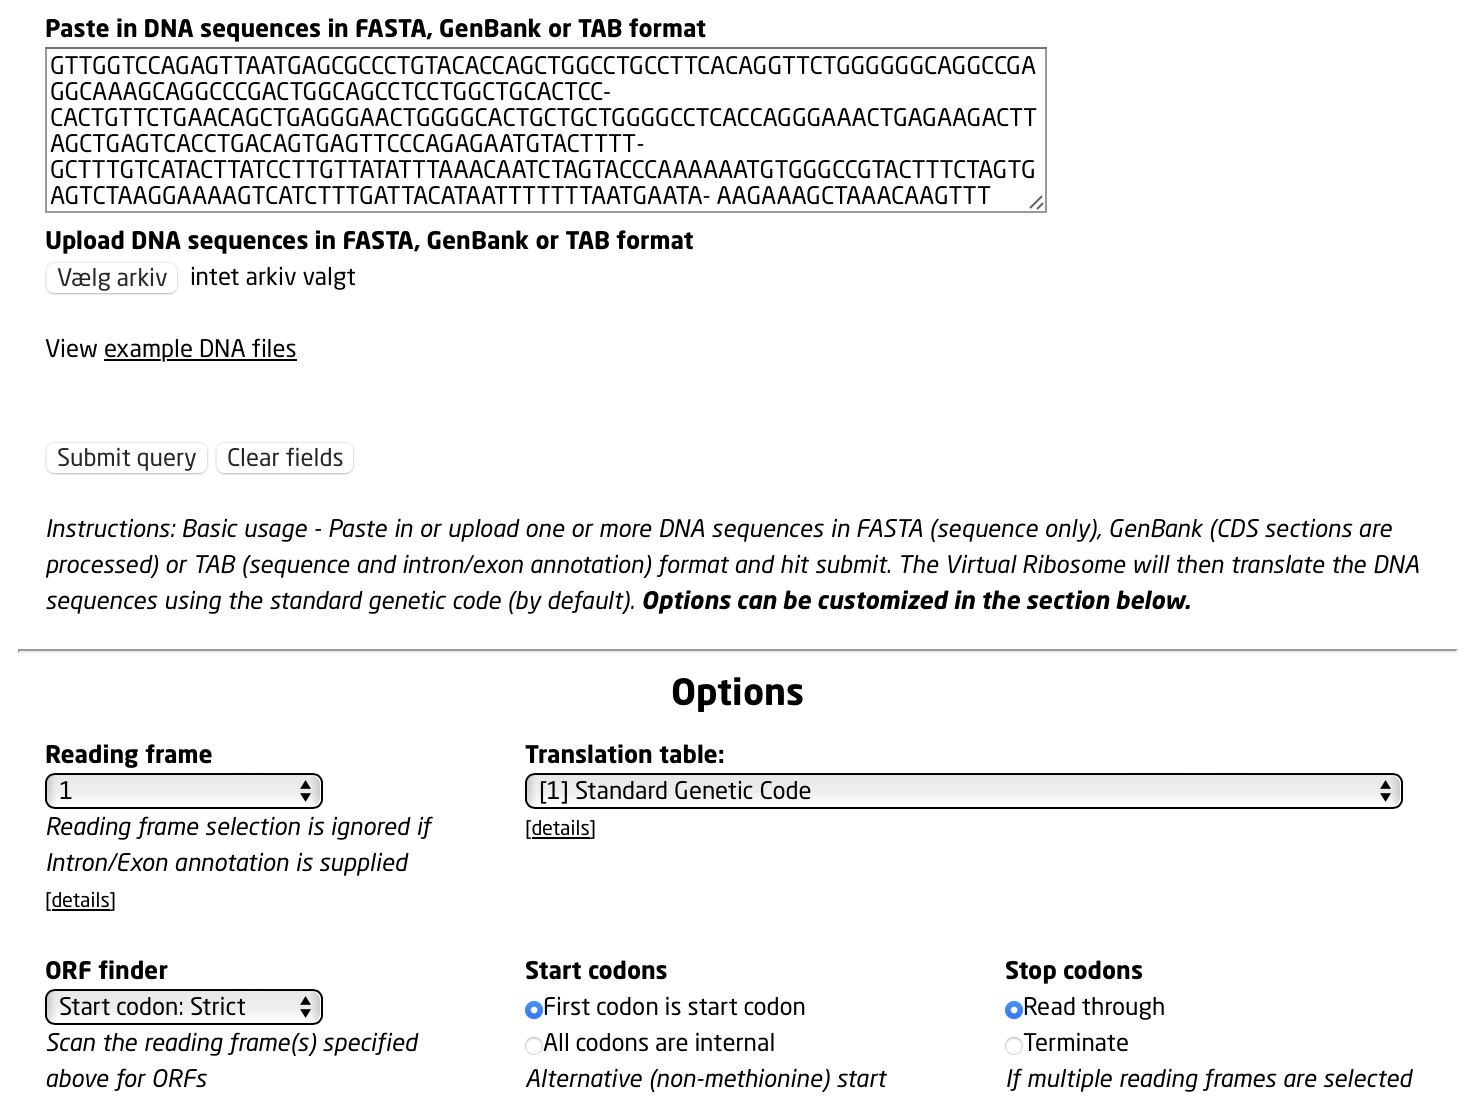 Paste in DNA sequences in FASTA, GenBank or TAB format
GTTGGTCCAGAGTTAATGAGCGCCCTGTACACCAGCTGGCCTGCCTTCACAGGTTCTGGGGGGCAGGCCGA
GGCAAAGCAGGCCCGACTGGCAGCCTCCTGGCTGCACTCC-
CACTGTTCTGAACAGCTGAGGGAACTGGGGCACTGCTGCTGGGGCCTCACCAGGGAAACTGAGAAGACTT
AGCTGAGTCACCTGACAGTGAGTTCCCAGAGAATGTACTTTT-
GCTTTGTCATACTTATCCTTGTTATATTTAAACAATCTAGTACCCAAAAAATGTGGGCCGTACTTTCTAGTG
AGTCTAAGGAAAAGTCATCTTTGATTACATAATTTTTTTAATGAATA- AAGAAAGCTAAACAAGTTT
Upload DNA sequences in FASTA, GenBank or TAB format
Vælg arkiv intet arkiv valgt
View example DNA files
Submit query Clear fields
Instructions: Basic usage - Paste in or upload one or more DNA sequences in FASTA (sequence only), GenBank (CDS sections are
processed) or TAB (sequence and intron/exon annotation) format and hit submit. The Virtual Ribosome will then translate the DNA
sequences using the standard genetic code (by default). Options can be customized in the section below.
Options
Reading frame Translation table:
1 [1] Standard Genetic Code
Reading frame selection is ignored if [details]
Intron/Exon annotation is supplied
[details]
ORF finder Start codons Stop codons
Start codon: Strict First codon is start codon Read through
Scan the reading frame(s) specified All codons are internal Terminate
above for ORFs Alternative (non-methionine) start If multiple reading frames are selected